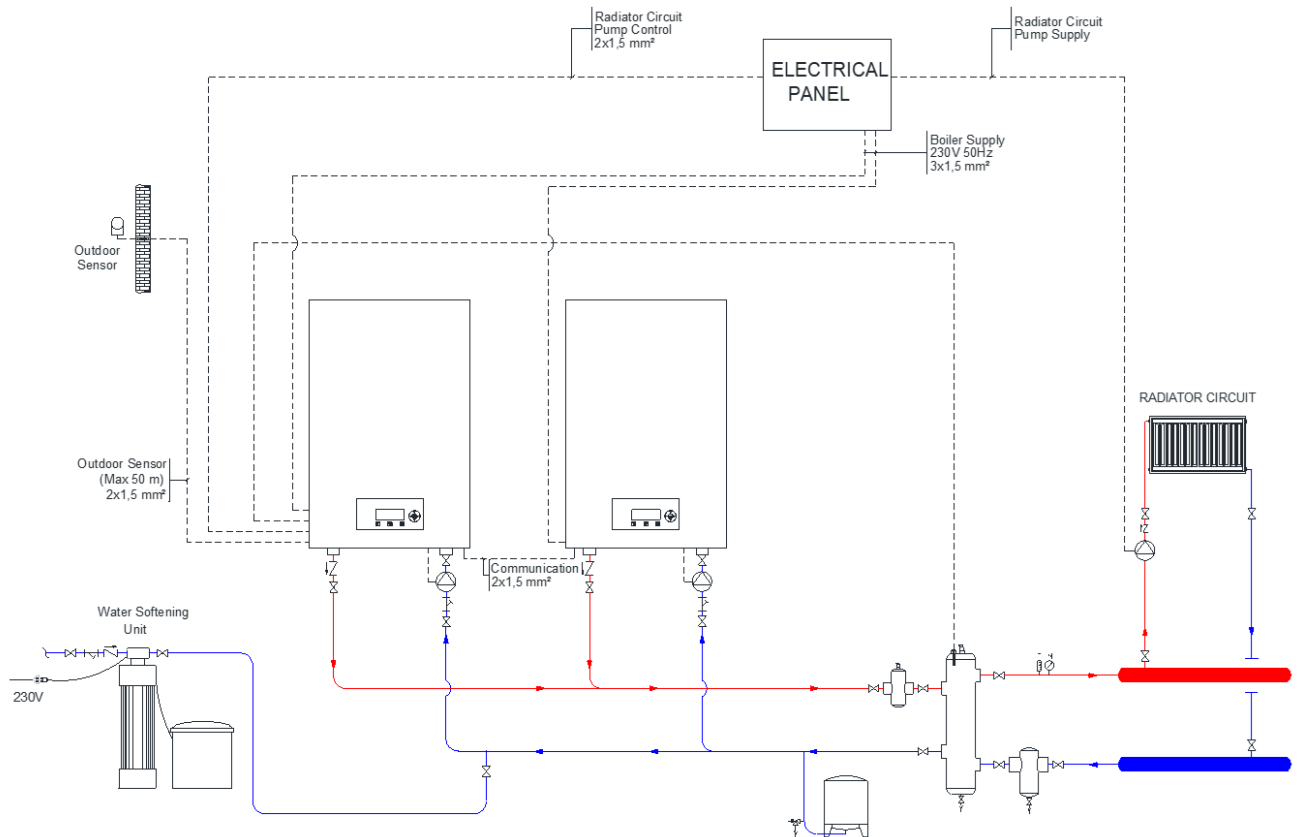 Radiator Circuit
Pump Control
2x1,5 mm²
Radiator Circuit
Pump Supply
ELECTRICAL
PANEL
Boiler Supply
230V 50Hz
3x1,5 mm²
Outdoor
Sensor
RADIATOR CIRCUIT
Outdoor Sensor
(Max 50 m)
2x1,5 mm²
Communication
2x1,5 mm²
Water Softening
Unit
230V